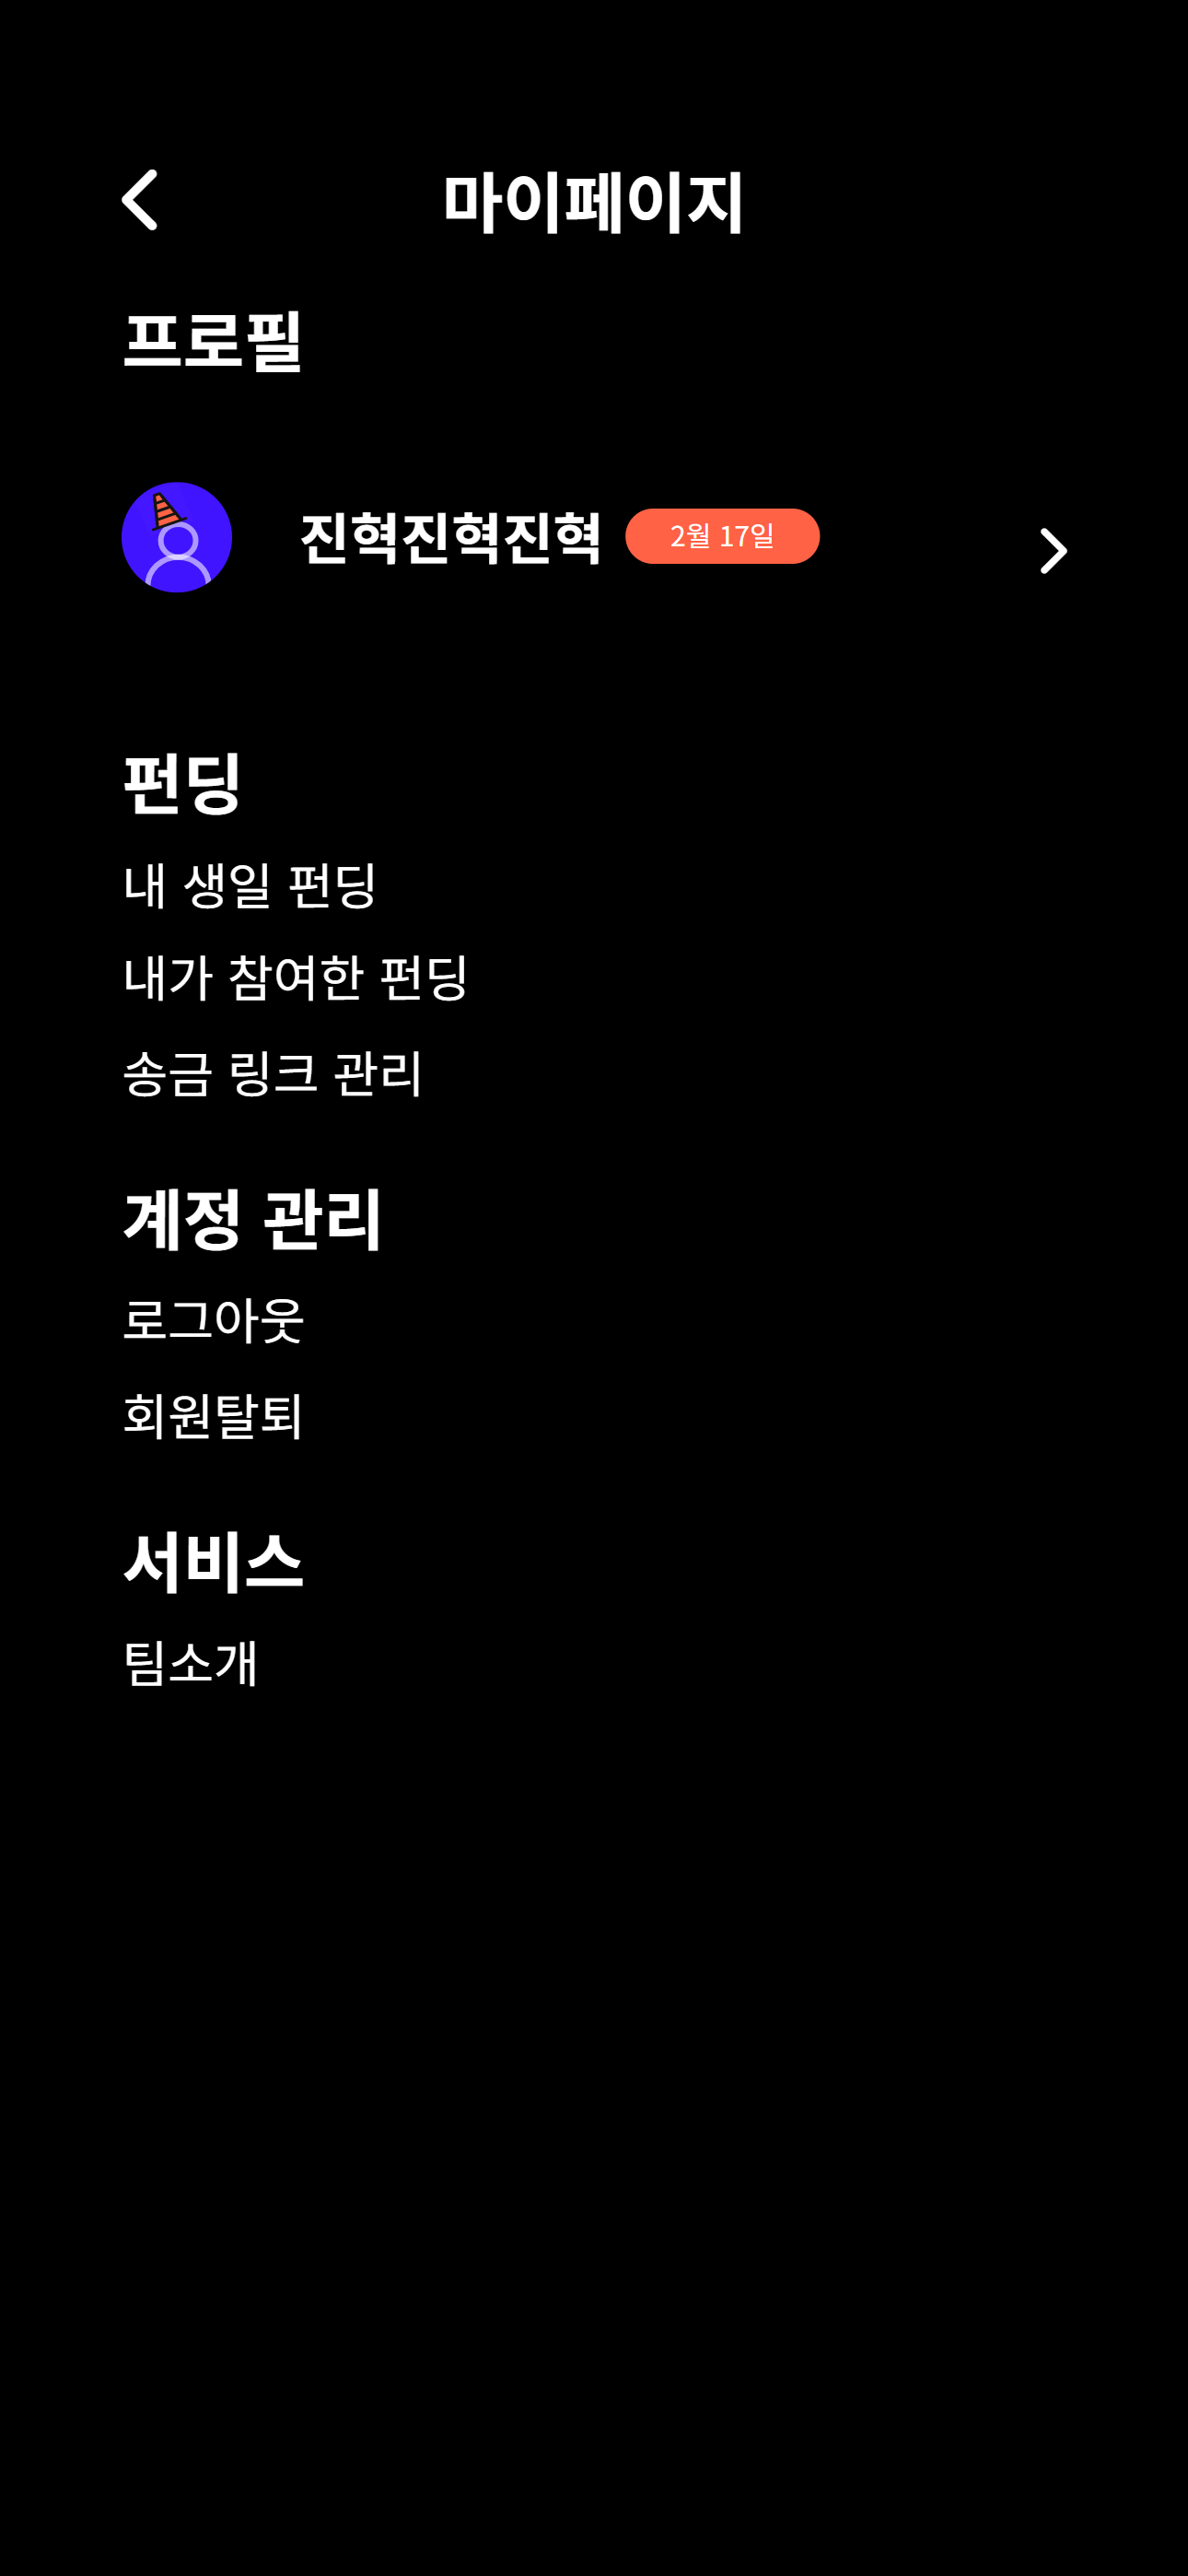 마이페이지
프로필
진혁진혁진혁 2월 17일
펀딩
내 생일 펀딩
내가 참여한 펀딩
송금 링크 관리
계정 관리
로그아웃
회원탈퇴
서비스
팀소개